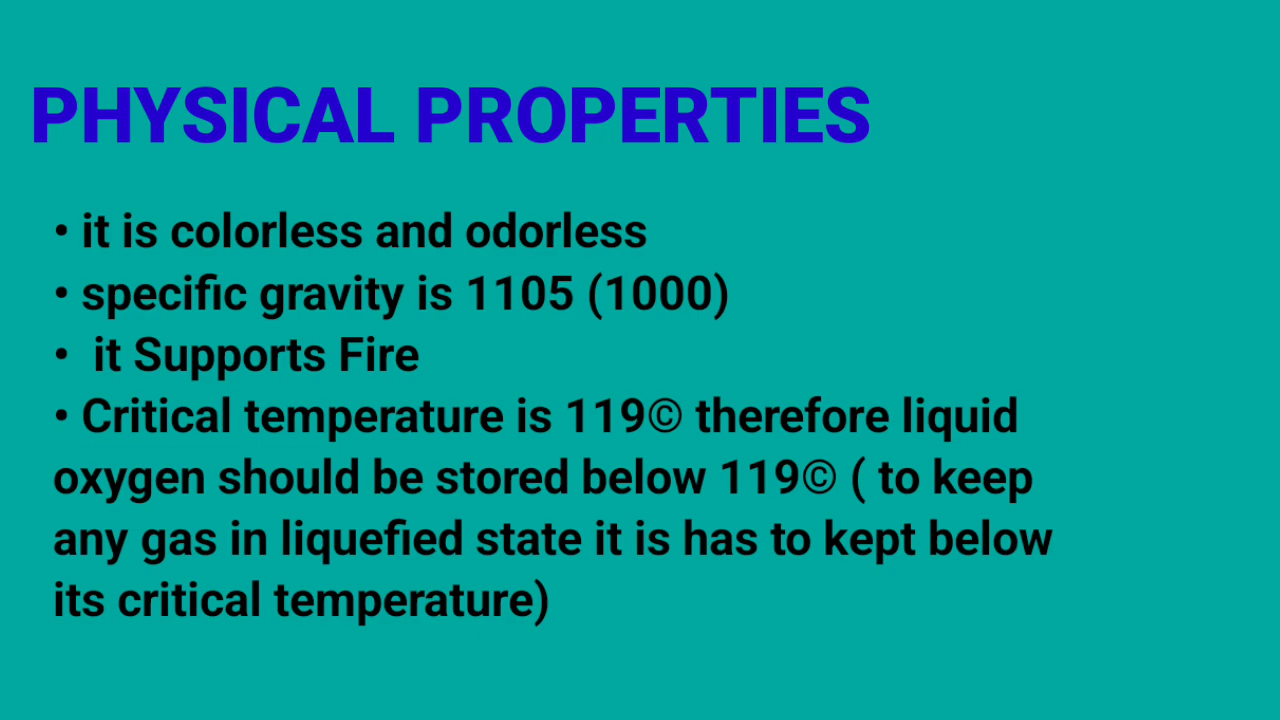 PHYSICAL PROPERTIES
• it is colorless and odorless
• specific gravity is 1105 (1000)
•  it Supports Fire
• Critical temperature is 119© therefore liquid
oxygen should be stored below 119© ( to keep
any gas in liquefied state it is has to kept below
its critical temperature)